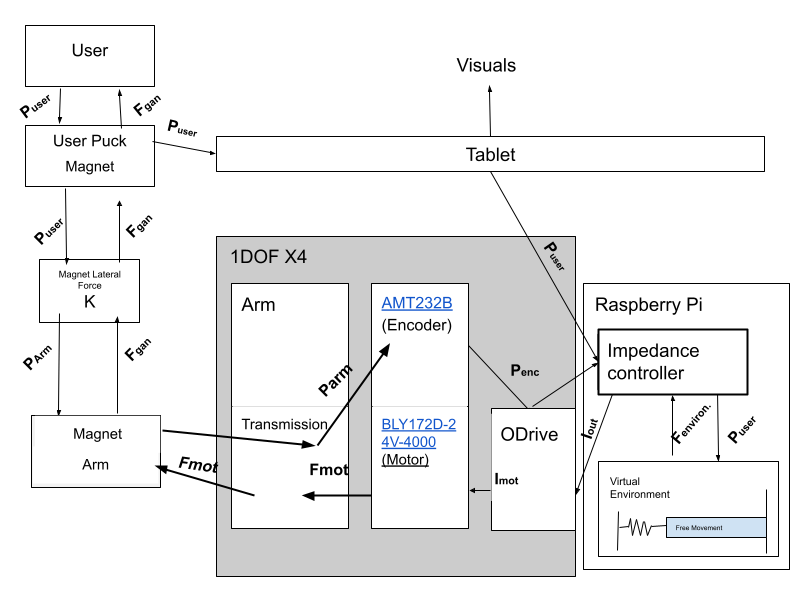 User
Puser
Fgan
User Puck
Magnet
Puser
Visuals
Tablet
Puser
Fgan
Magnet Lateral
Force
K
PArm
Fgan
Magnet
Arm
1DOF X4
Arm
Transmission
Parm
Fmot
Fmot
AMT232B
(Encoder)
BLY172D-2
4V-4000
(Motor)
Penc
ODrive
Imot
Puser
Raspberry Pi
Impedance
controller
Iout
Fenviron.
Puser
Virtual
Environment
Free Movement